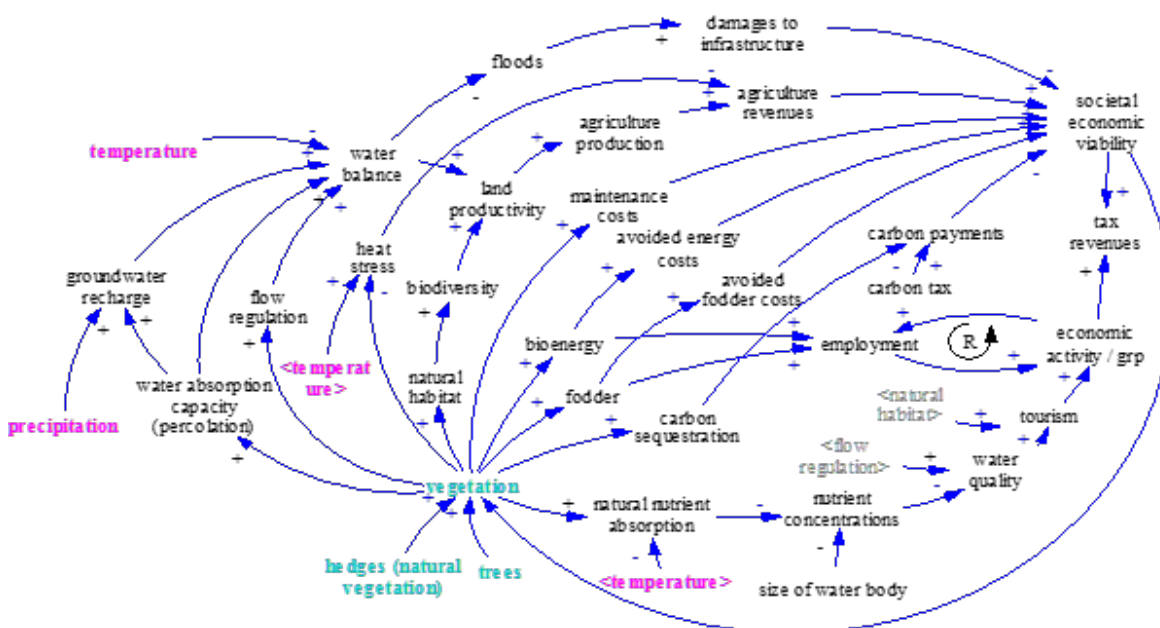 damages to
infrastructure
floods
agriculture
revenues
societal
economic
viability
agriculture
production
temperature
water
balance
land
productivity
maintenance
costs
tax
revenues
carbon payments
avoided energy
costs
heat
stress
groundwater
recharge
flow
regulation
biodiversity
avoided
fodder costs
carbon tax
bioenergy
employment
R
economic
activity / grp
<temperat
ure>
natural
habitat
fodder
water absorption
capacity
(percolation)
precipitation
carbon
sequestration
<natural
habitat>
tourism
<flow
regulation>
water
quality
vegetation
natural nutrient
absorption
nutrient
concentrations
hedges (natural
vegetation)
trees
<temperature>
size of water body